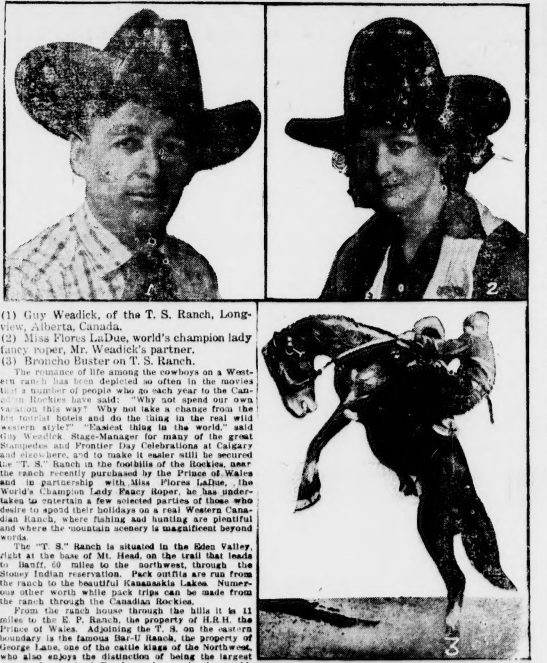 1
2
(1) Guy Weadick, of the T. S. Ranch, Long-
view, Alberta, Canada.
(2) Miss Flores LaDue, world's champion lady
fancy roper, Mr. Weadick's partner.
(3) Broncho Buster on T. S. Ranch.
The romance of life among the cowboys on a West-
ern ranch has been depicted so often in the movies
that a number of people who go each year to the Can-
adian Rockies have said: "Why not spend our own
vacation this way? Why not take a change from the
big tourist hotels and do the thing in the real wild
western style?" "Easiest thing in the world," said
Guy Weadick, Stage-Manager for many of the great
Stampedes and Frontier Day Celebrations at Calgary
and elsewhere, and to make it easier still be secured
the "T. S." Ranch in the foothills of the Rockies, near
the ranch recently purchased by the Prince of Wales
and in partnership with Miss Flores LaDue, the
World's Champion Lady Fancy Roper, he has under-
taken to entertain a few selected parties of those who
desire to spend their holidays on a real Western Cana-
dian Ranch, where fishing and hunting are plentiful
and where the mountain scenery is magnificent beyond
words.
The "T. S." Ranch is situated in the Eden Valley,
right at the base of Mt. Head, on the trail that leads
to Banff, 60 miles to the northwest, through the
Stoney Indian reservation. Pack outfits are run from
the ranch to the beautiful Kananaskis Lakes. Numer-
ous other worth while pack trips can be made from
the ranch through the Canadian Rockies.
From the ranch house through the hills it is 11
miles to the E. P. Ranch, the property of H.R.H. the
Prince of Wales. Adjoining the T. S. on the eastern
boundary is the famous Bar-U Ranch, the property of
George Lane, one of the cattle kings of the Northwest,
who also enjoys the distinction of being the largest
3